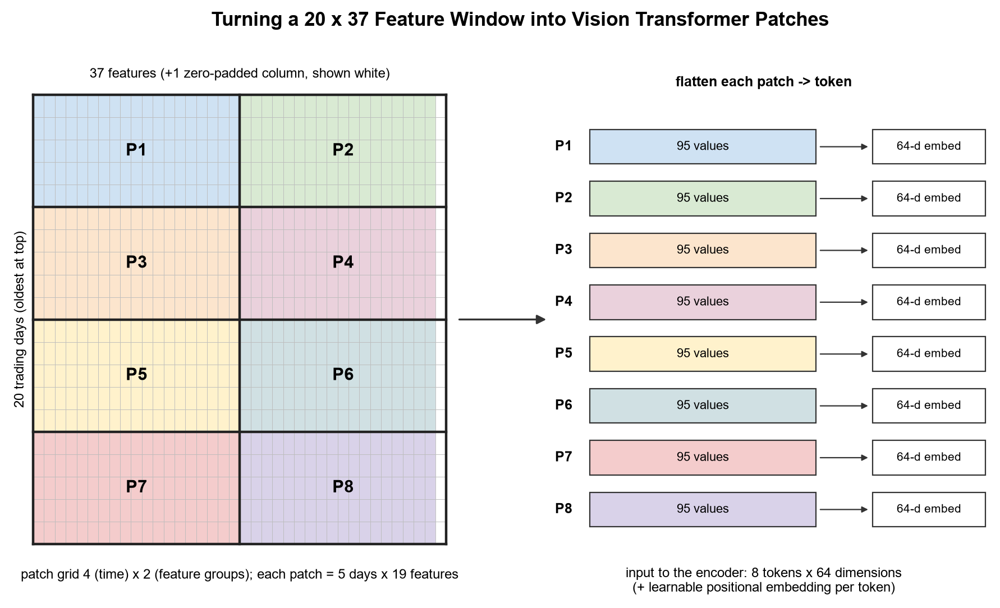 Turning a 20 x 37 Feature Window into Vision Transformer Patches
37 features (+1 zero-padded column, shown white)
20 trading days (oldest at top)
P1
P2
P3
P4
P5
P6
P7
P8
patch grid 4 (time) x 2 (feature groups); each patch = 5 days x 19 features
flatten each patch -> token
P1 95 values 64-d embed
P2 95 values 64-d embed
P3 95 values 64-d embed
P4 95 values 64-d embed
P5 95 values 64-d embed
P6 95 values 64-d embed
P7 95 values 64-d embed
P8 95 values 64-d embed
input to the encoder: 8 tokens x 64 dimensions
(+ learnable positional embedding per token)